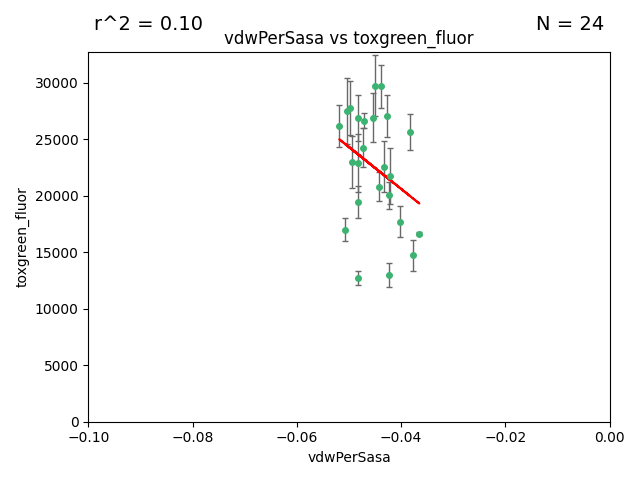 r^2 = 0.10
N = 24
vdwPerSasa vs toxgreen_fluor
toxgreen_fluor
30000
25000
20000
15000
10000
5000
0
−0.10
−0.08
−0.06
−0.04
−0.02
0.00
vdwPerSasa